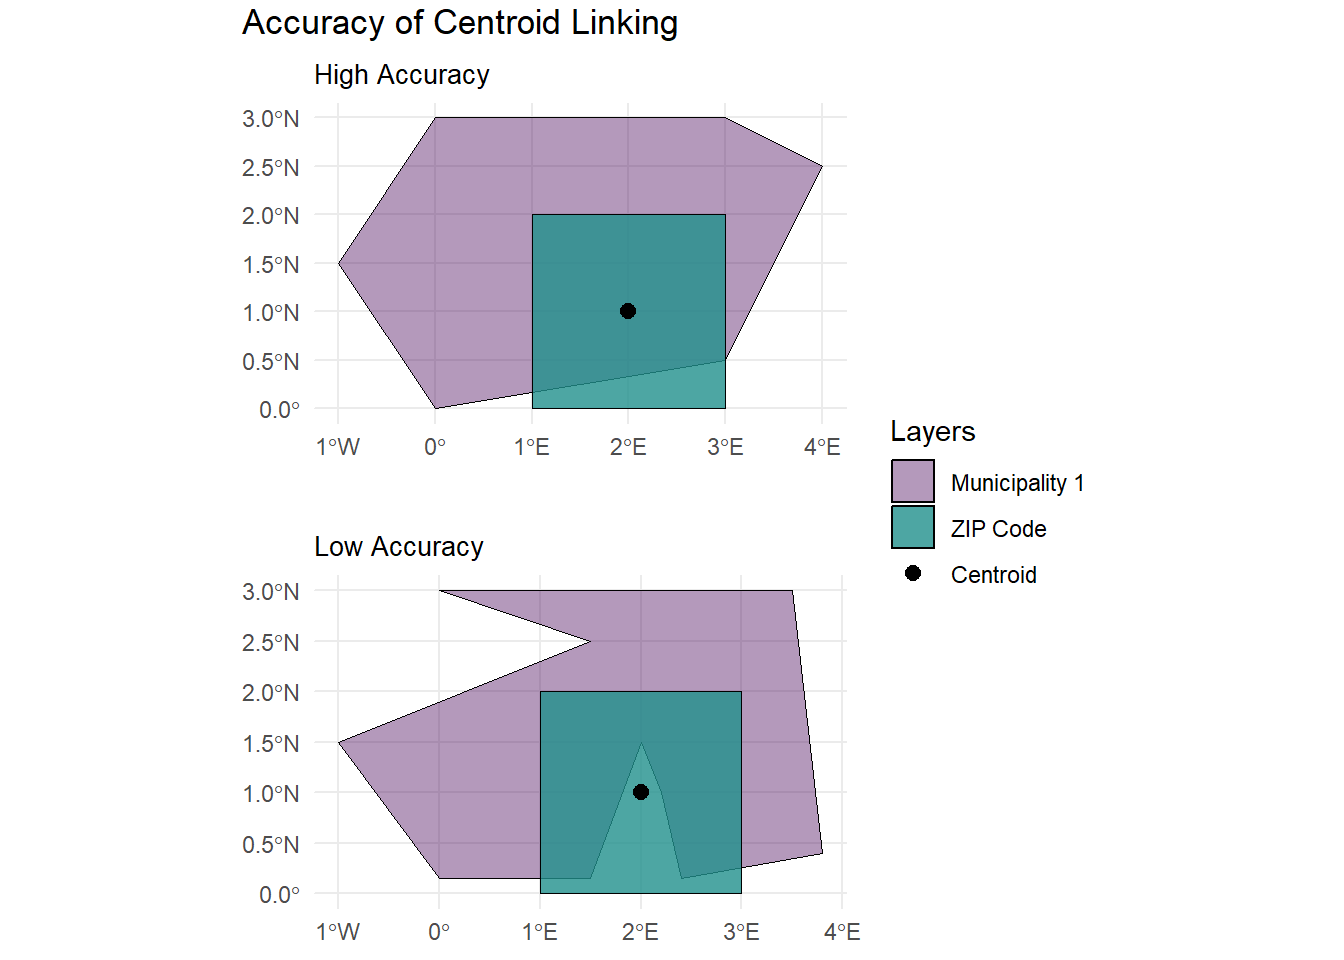 Accuracy of Centroid Linking
High Accuracy
3.0°N
2.5°N
2.0°N
1.5°N
1.0°N
0.5°N
0.0°
1°W 0° 1°E 2°E 3°E 4°E
Layers
Municipality 1
ZIP Code
Centroid
Low Accuracy
3.0°N
2.5°N
2.0°N
1.5°N
1.0°N
0.5°N
0.0°
1°W 0° 1°E 2°E 3°E 4°E